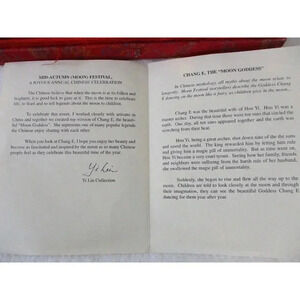 MID-AUTUMN (MOON) FESTIVAL,
A JOYFUL ANNUAL CHINESE CELEBRATION
The Chinese believe that when the moon is at its fullest and
brightest, it is good luck to gaze at it. This is the time to celebrate
life, to feast and to tell legends about the moon to children.
To celebrate this event, I worked closely with artisans in
China and together we created my version of Chang E, the beauti-
ful "Moon Goddess". She represents one of many popular legends
the Chinese enjoy sharing with each other.
When you look at Chang E, I hope you enjoy her beauty and
become as fascinated and inspired by the moon as so many Chinese
people feel as they celebrate this beautiful time of the year.
Yi Lin
Yi Lin Collection
CHANG E, THE "MOON GODDESS"
In Chinese mythology all myths about the moon relate to
longevity. Moon Festival storytellers describe the Goddess Chang
E dancing on the moon like a fairy, as children gaze in the moon...
Chang E was the beautiful wife of Hou Yi. Hou Yi was a
master archer. During that time there were ten suns that circled the
earth. One day, all ten suns appeared together and the earth was
scorching from their heat.
Hou Yi, being a great archer, shot down nine of the suns and
saved the world. The king rewarded him by letting him rule
and giving him a magic pill of immortality. But as time went on,
Hou Yi became a very cruel tyrant. Seeing how her family, friends
and neighbors were suffering from the harsh rule of her husband,
she swallowed the magic pill of immortality.
Suddenly, she began to rise and flew all the way up to the
moon. Children are told to look closely at the moon and through
their imagination, they can see the beautiful Goddess Chang E
dancing for them year after year